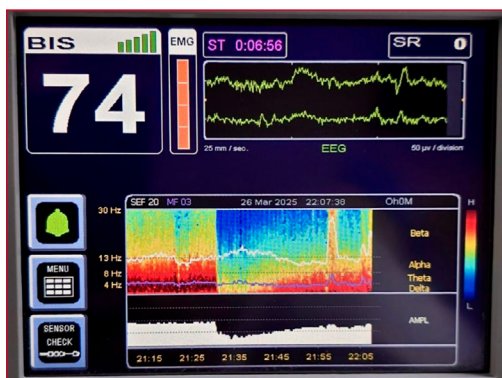 BIS
EMG
ST 0:06:56
SR 0
74
25 mm / sec.
EEG
50 µv / division
SEF 20 MF 03 26 Mar 2025 22:07:38 Oh0M
30 Hz
13 Hz
8 Hz
4 Hz
Beta
Alpha
Theta
Delta
AMPL
H
L
MENU
SENSOR
CHECK
21:15 21:25 21:35 21:45 21:55 22:05